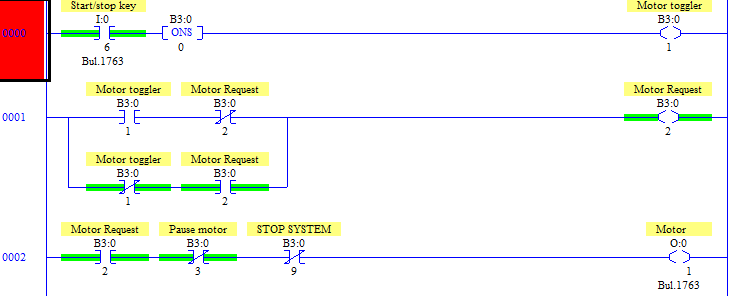 Start/stop key Motor toggler
I:0 B3:0 B3:0
0000 ONS
6 0 1
Bul.1763
Motor toggler Motor Request Motor Request
B3:0 B3:0 B3:0
0001
1 2 2
Motor toggler Motor Request
B3:0 B3:0
1 2
Motor Request Pause motor STOP SYSTEM Motor
B3:0 B3:0 B3:0 O:0
0002
2 3 9 1
Bul.1763